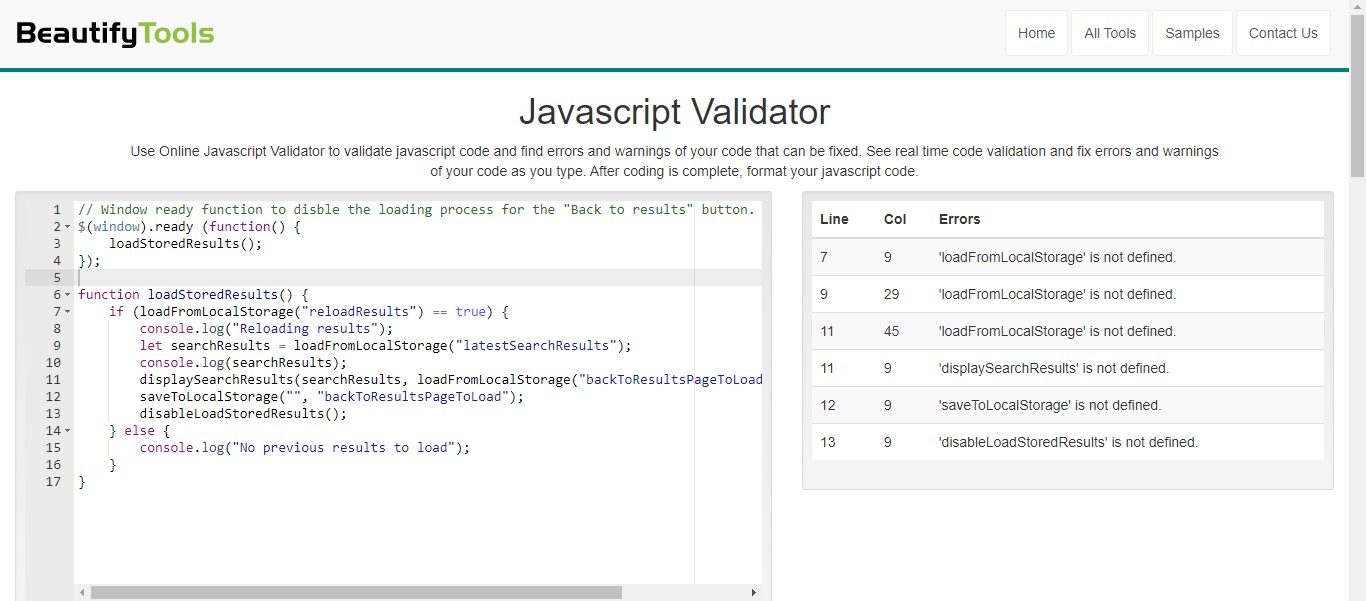 BeautifyTools
Home All Tools Samples Contact Us
Javascript Validator
Use Online Javascript Validator to validate javascript code and find errors and warnings of your code that can be fixed. See real time code validation and fix errors and warnings
of your code as you type. After coding is complete, format your javascript code.
1 // Window ready function to disble the loading process for the "Back to results" button.
2 $(window).ready (function() {
3     loadStoredResults();
4 });
5
6 function loadStoredResults() {
7     if (loadFromLocalStorage("reloadResults") == true) {
8         console.log("Reloading results");
9         let searchResults = loadFromLocalStorage("latestSearchResults");
10         console.log(searchResults);
11         displaySearchResults(searchResults, loadFromLocalStorage("backToResultsPageToLoad
12         saveToLocalStorage("", "backToResultsPageToLoad");
13         disableLoadStoredResults();
14     } else {
15         console.log("No previous results to load");
16     }
17 }
Line Col Errors
7 9 'loadFromLocalStorage' is not defined.
9 29 'loadFromLocalStorage' is not defined.
11 45 'loadFromLocalStorage' is not defined.
11 9 'displaySearchResults' is not defined.
12 9 'saveToLocalStorage' is not defined.
13 9 'disableLoadStoredResults' is not defined.